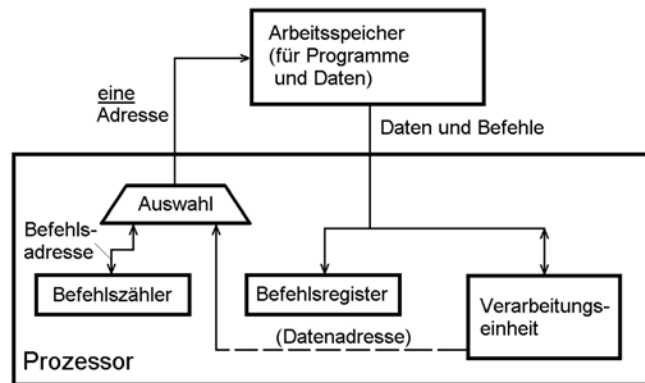 Arbeitsspeicher
(für Programme
und Daten)
eine
Adresse
Daten und Befehle
Auswahl
Befehls-
adresse
Befehlszähler
Befehlsregister
Verarbeitungs-
einheit
(Datenadresse)
Prozessor